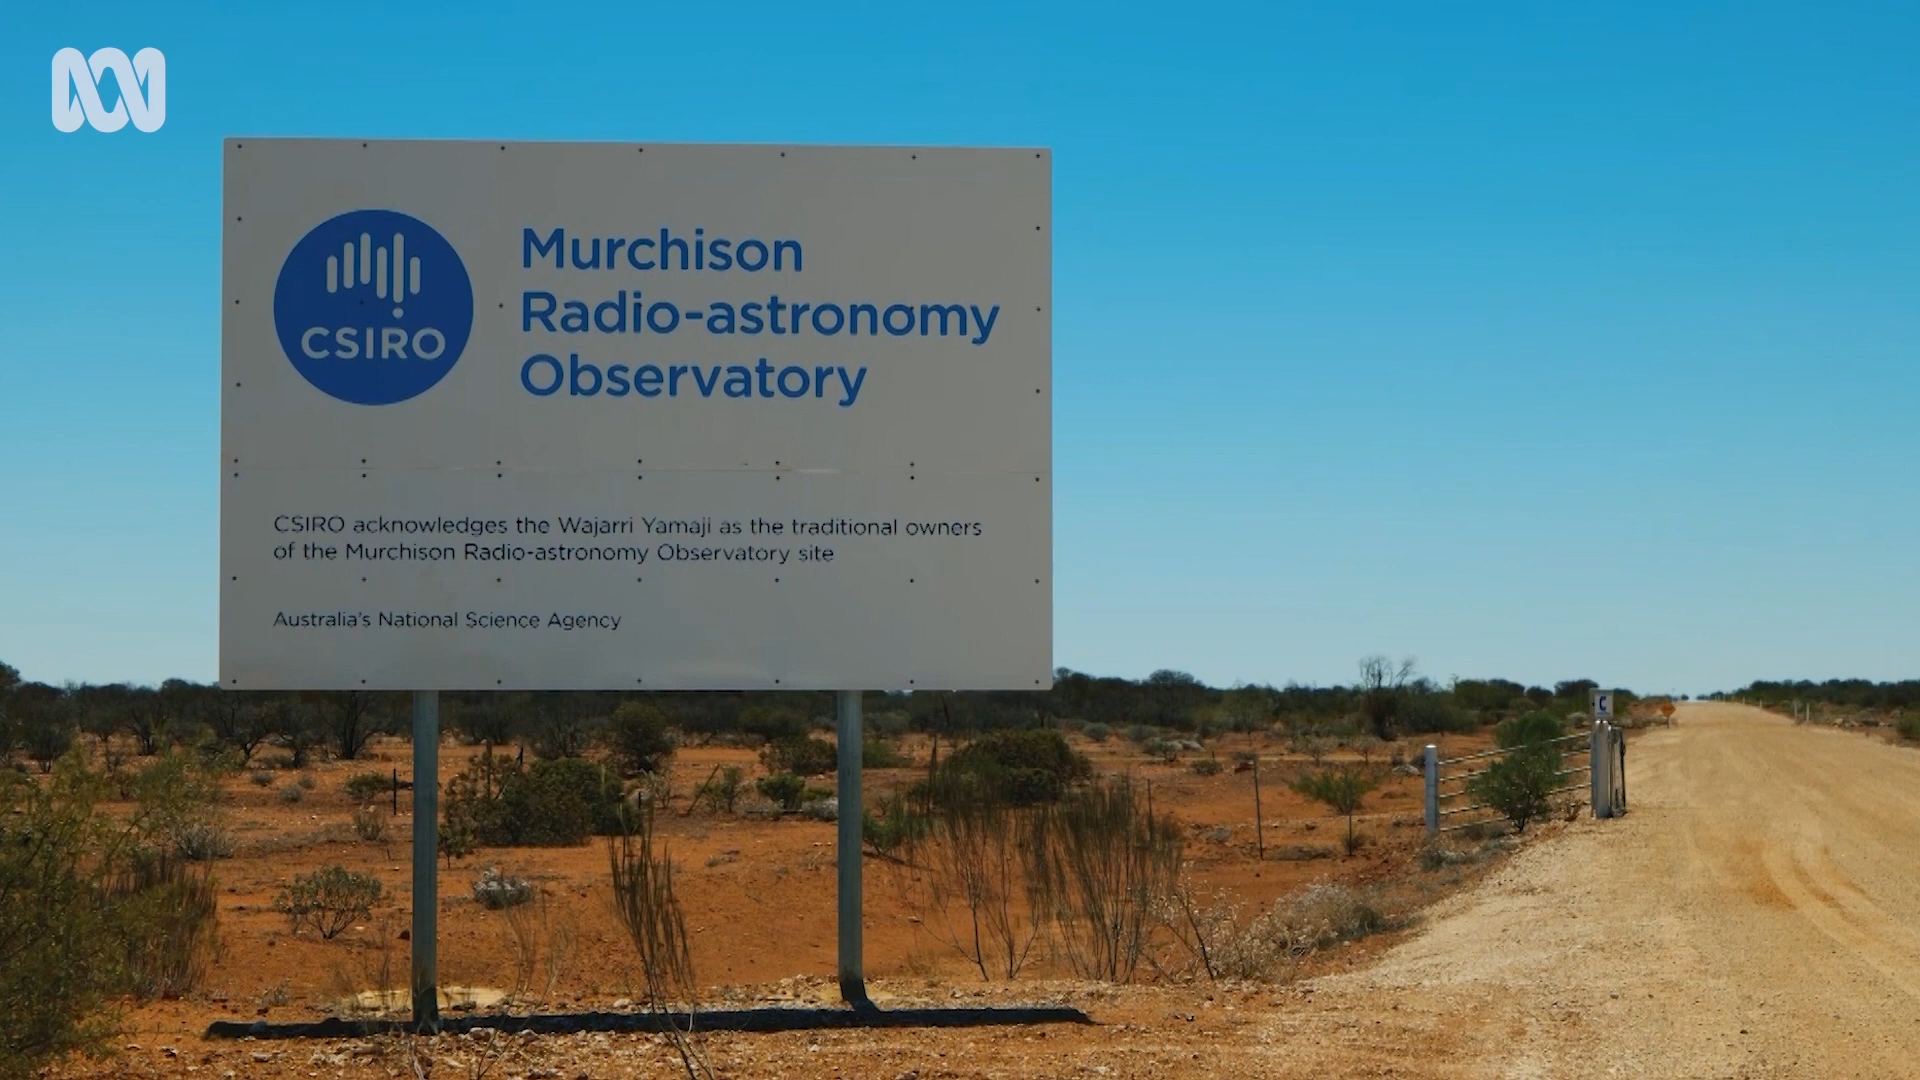 CSIRO
Murchison
Radio-astronomy
Observatory
CSIRO acknowledges the Wajarri Yamaji as the traditional owners
of the Murchison Radio-astronomy Observatory site
Australia's National Science Agency
C